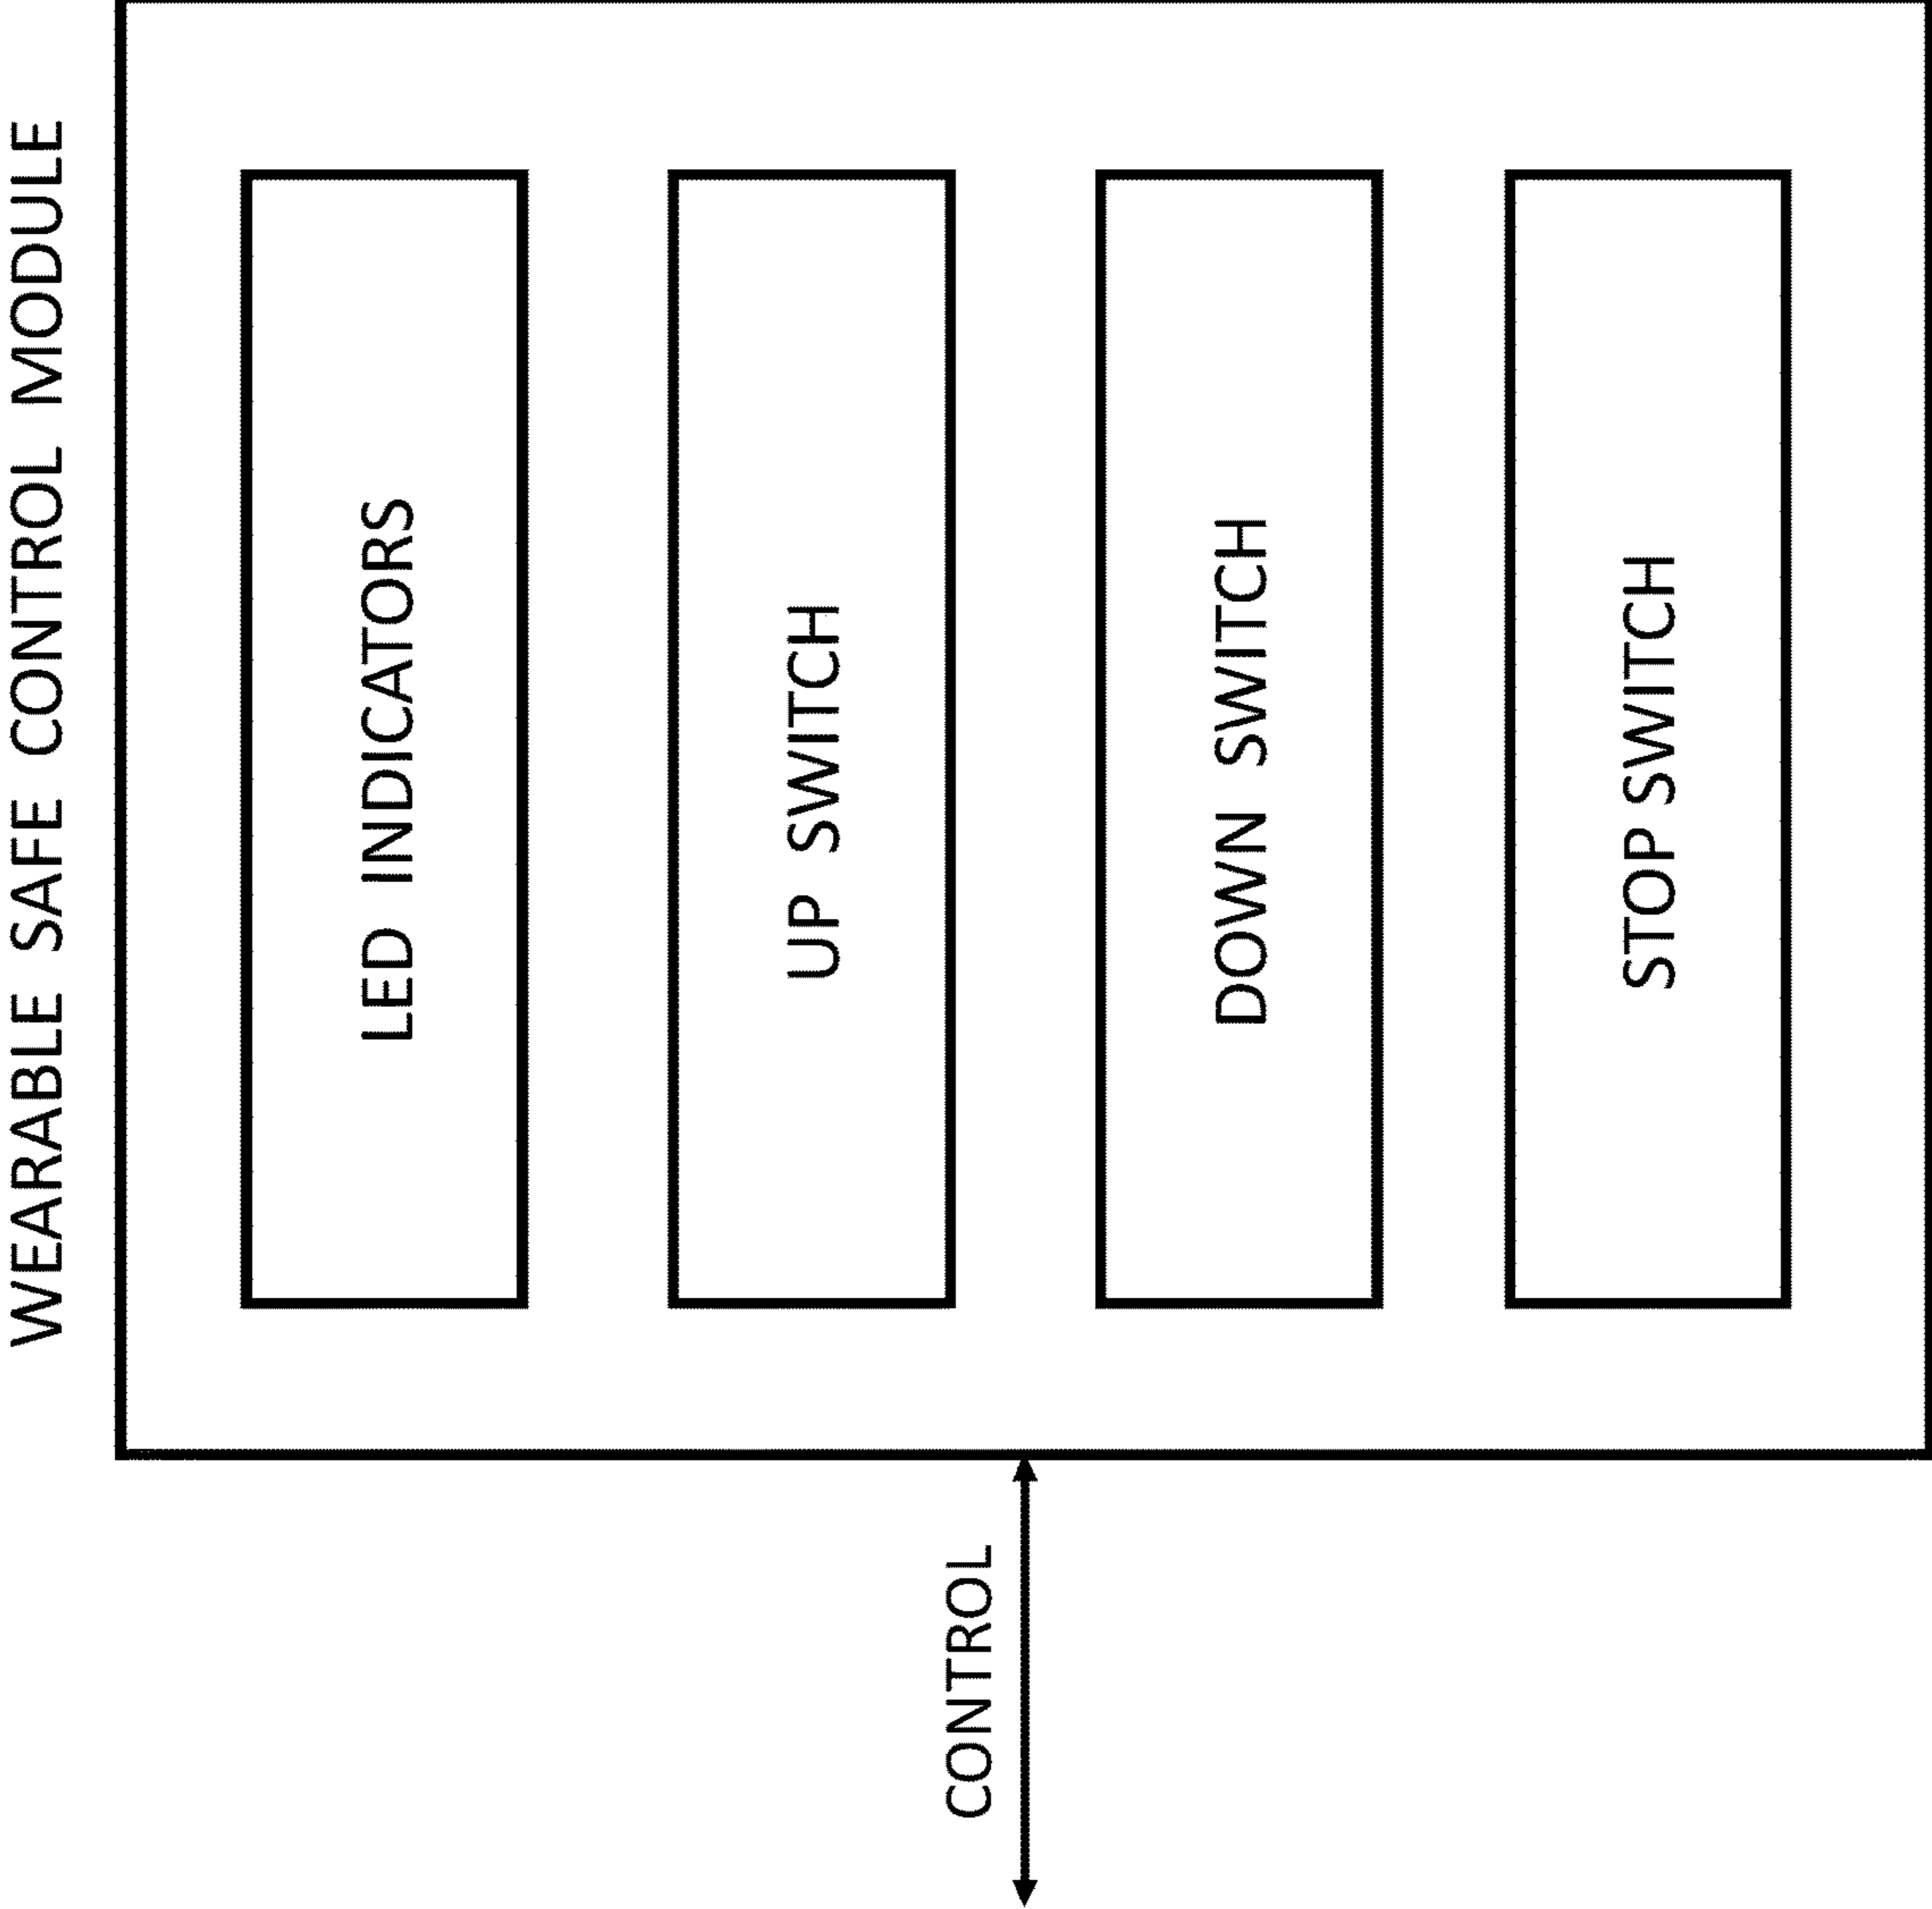 WEARABLE SAFE CONTROL MODULE
LED INDICATORS
UP SWITCH
DOWN SWITCH
STOP SWITCH
CONTROL